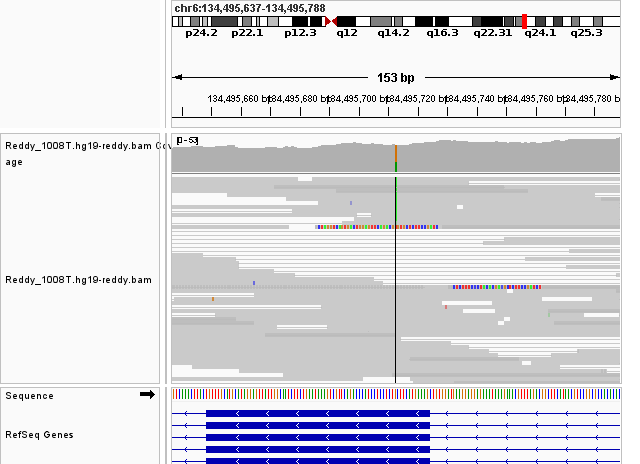 chr6:134,495,637-134,495,788
p24.2 p22.1 p12.3 q12 q14.2 q16.3 q22.31 q24.1 q25.3
153 bp
134,495,660 bp 134,495,680 bp 134,495,700 bp 134,495,720 bp 134,495,740 bp 134,495,760 bp 134,495,780 bp
Reddy_1008T.hg19-reddy.bam Cov
age
Reddy_1008T.hg19-reddy.bam
Sequence
RefSeq Genes